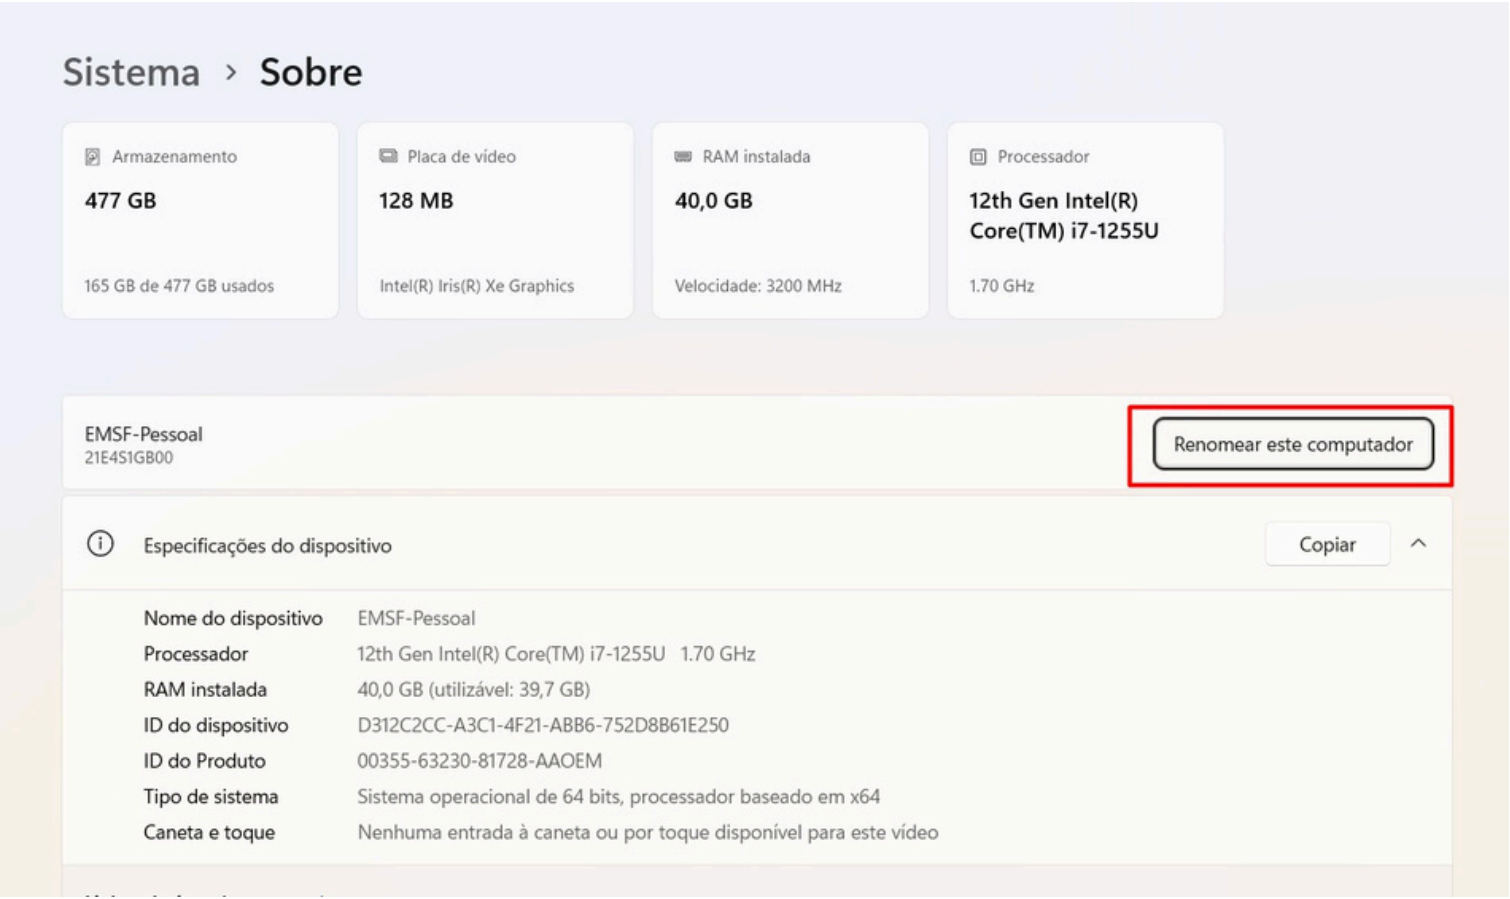 Sistema > Sobre
Armazenamento
477 GB
165 GB de 477 GB usados
Placa de vídeo
128 MB
Intel(R) Iris(R) Xe Graphics
RAM instalada
40,0 GB
Velocidade: 3200 MHz
Processador
12th Gen Intel(R)
Core(TM) i7-1255U
1.70 GHz
EMSF-Pessoal
21E4S1GB00
Renomear este computador
Especificações do dispositivo
Copiar
Nome do dispositivo EMSF-Pessoal
Processador 12th Gen Intel(R) Core(TM) i7-1255U 1.70 GHz
RAM instalada 40,0 GB (utilizável: 39,7 GB)
ID do dispositivo D312C2CC-A3C1-4F21-ABB6-752D8B61E250
ID do Produto 00355-63230-81728-AAOEM
Tipo de sistema Sistema operacional de 64 bits, processador baseado em x64
Caneta e toque Nenhuma entrada à caneta ou por toque disponível para este vídeo